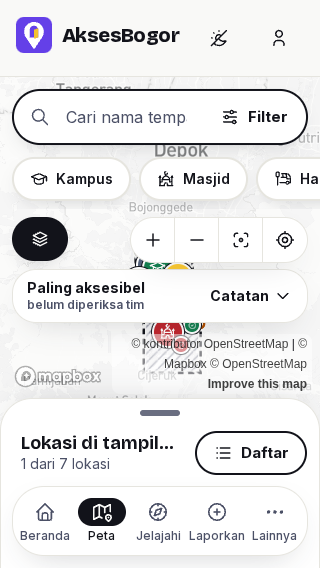 AksesBogor
Tangerang
Cari nama temp
Filter
Depok
Kampus
Masjid
Ha
Bojonggede
Paling aksesibel
belum diperiksa tim
Catatan
© kontributor OpenStreetMap | ©
Mapbox © OpenStreetMap
Improve this map
mapbox
Cijeruk
Lokasi di tampil...
1 dari 7 lokasi
Daftar
Beranda
Peta
Jelajahi
Laporkan
Lainnya